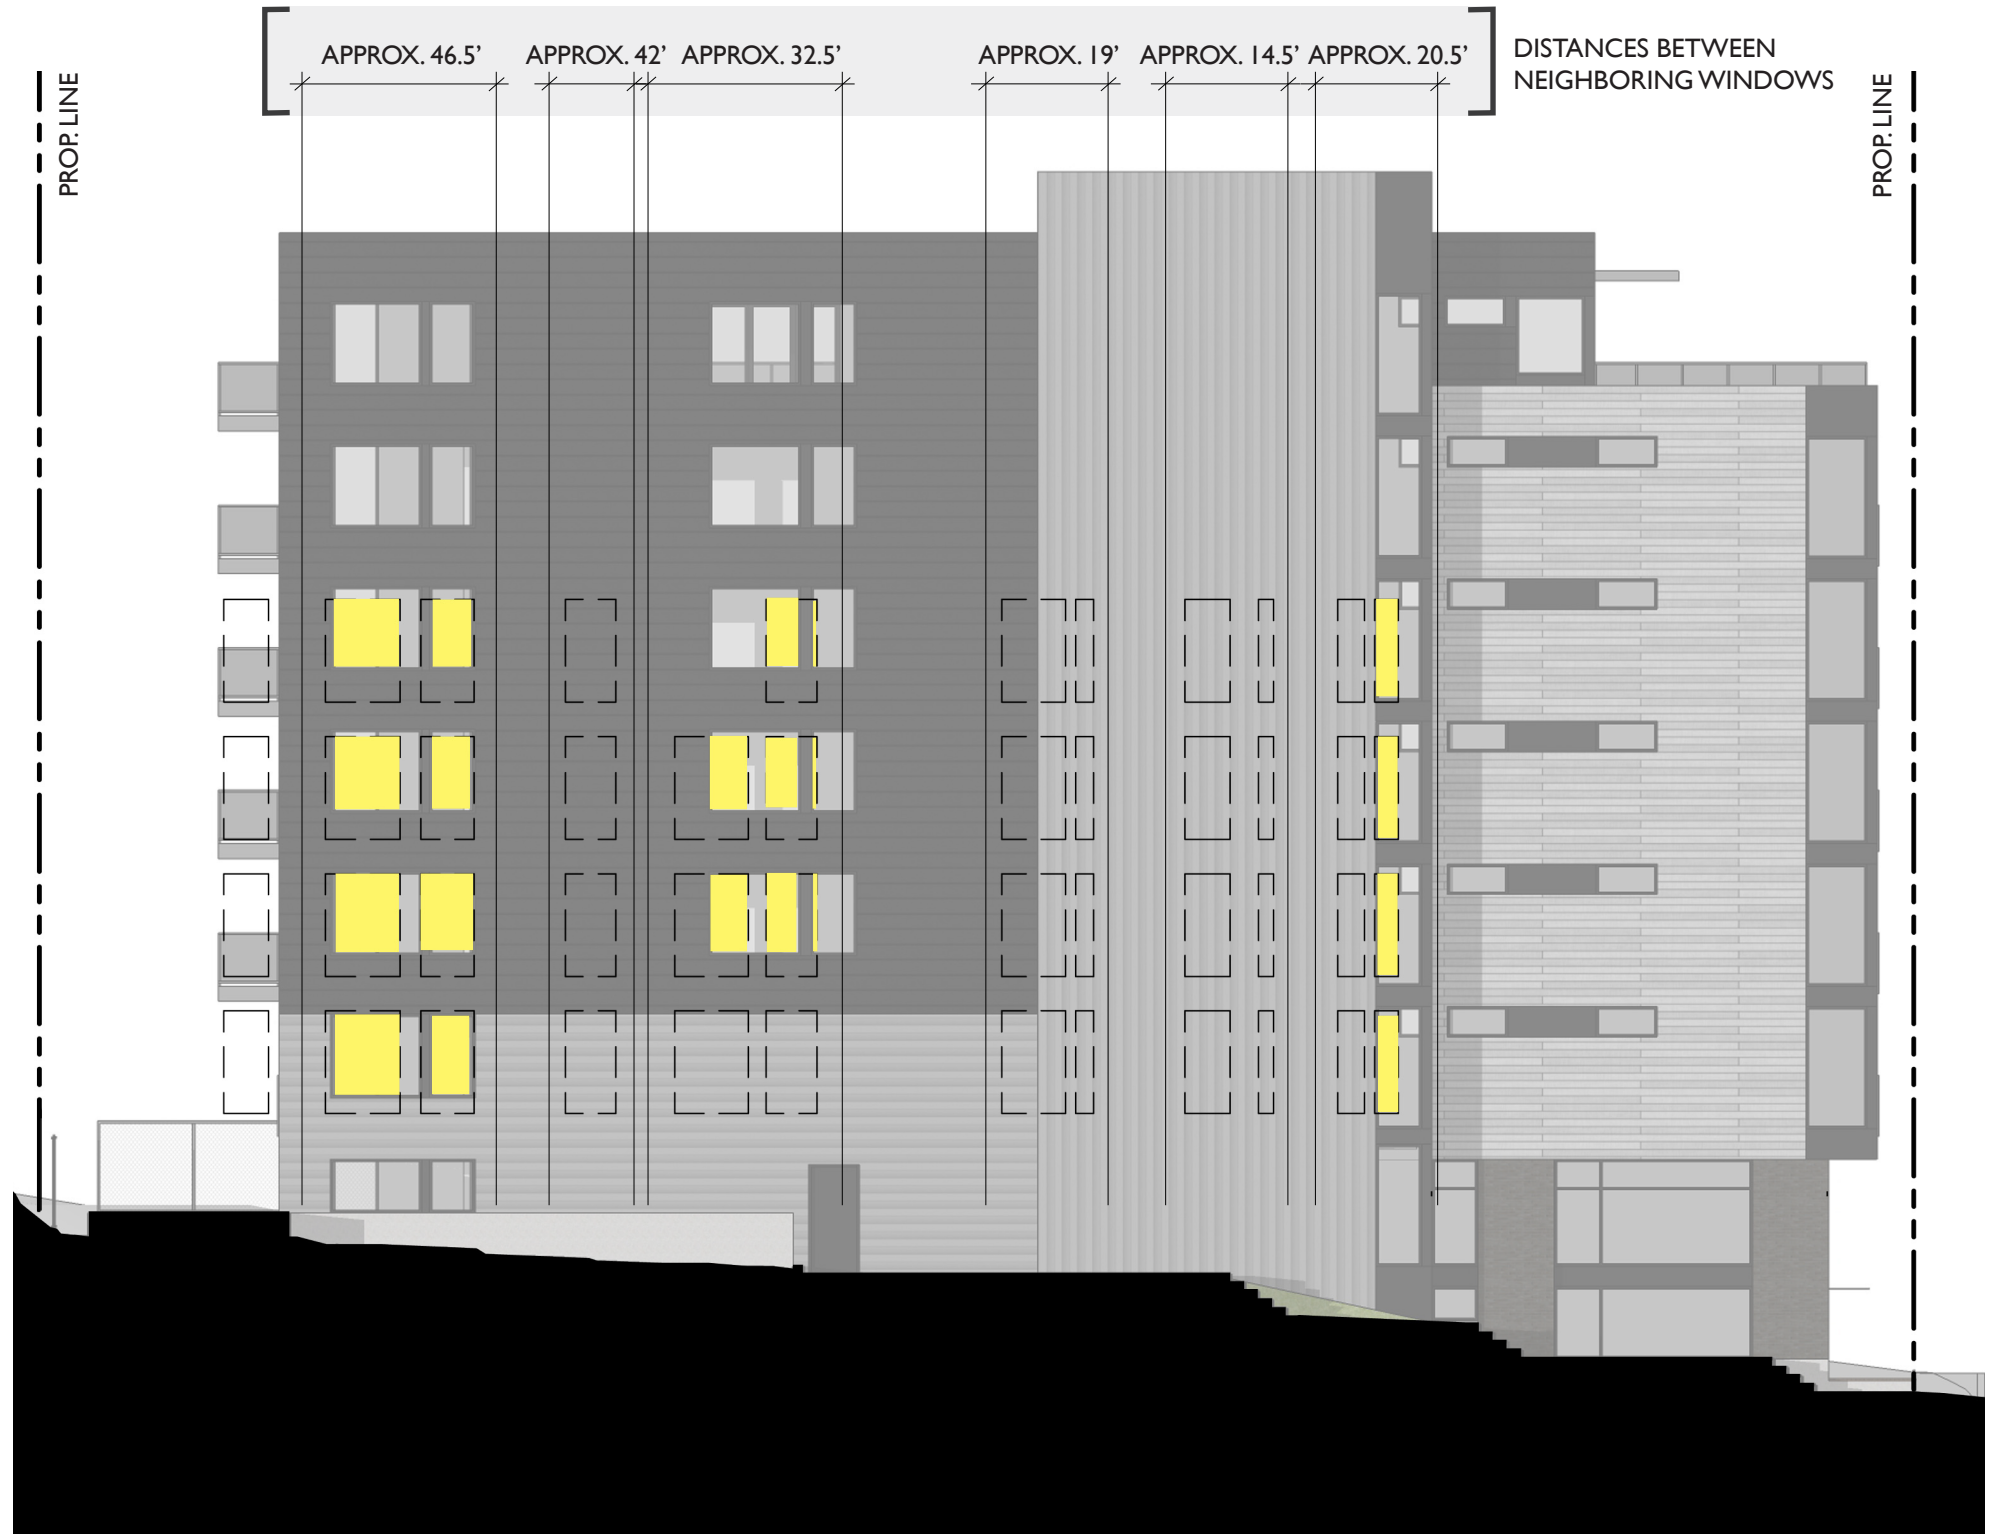 APPROX. 46.5’
APPROX. 42’
APPROX. 32.5’
APPROX. 19’
APPROX. 14.5’
APPROX. 20.5’
DISTANCES BETWEEN
NEIGHBORING WINDOWS
PROP. LINE
PROP. LINE